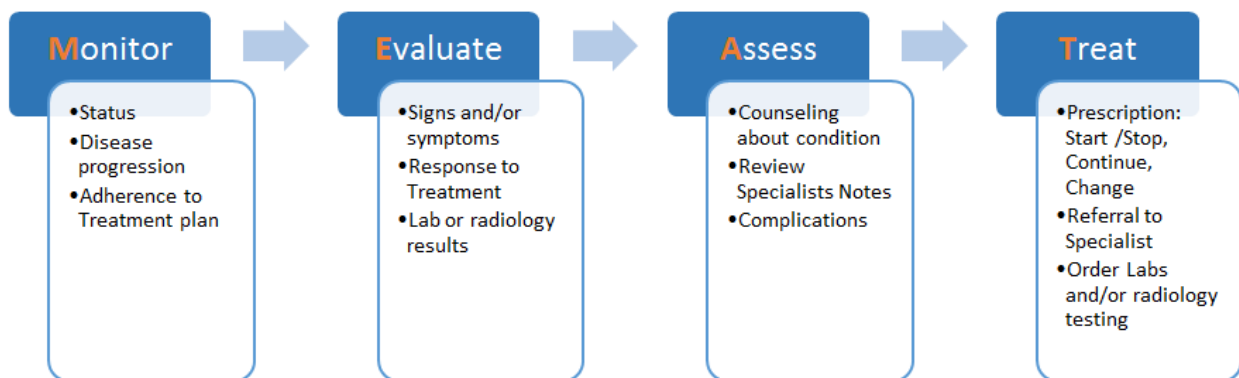 Monitor
•Status
•Disease
progression
•Adherence to
Treatment plan
Evaluate
•Signs and/or
symptoms
•Response to
Treatment
•Lab or radiology
results
Assess
•Counseling
about condition
•Review
Specialists Notes
•Complications
Treat
•Prescription:
Start /Stop,
Continue,
Change
•Referral to
Specialist
•Order Labs
and/or radiology
testing